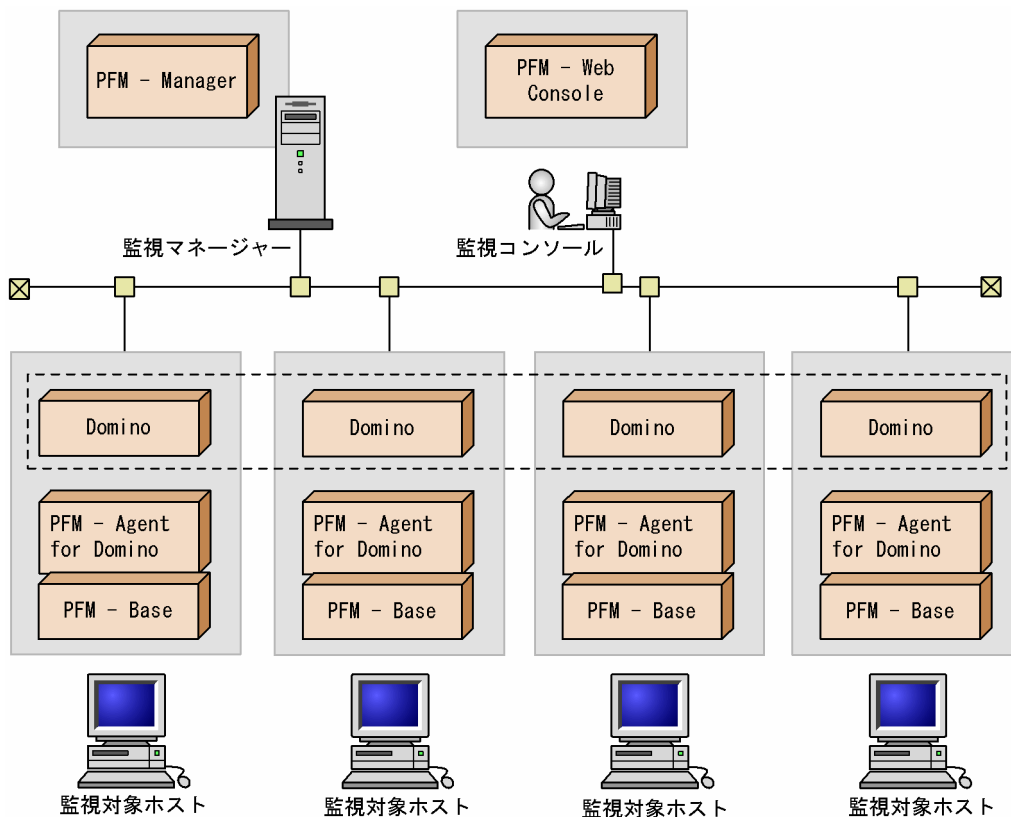 PFM - Manager
PFM - Web
Console
監視マネージャー
監視コンソール
Domino
Domino
Domino
Domino
PFM - Agent
for Domino
PFM - Agent
for Domino
PFM - Agent
for Domino
PFM - Agent
for Domino
PFM - Base
PFM - Base
PFM - Base
PFM - Base
監視対象ホスト
監視対象ホスト
監視対象ホスト
監視対象ホスト